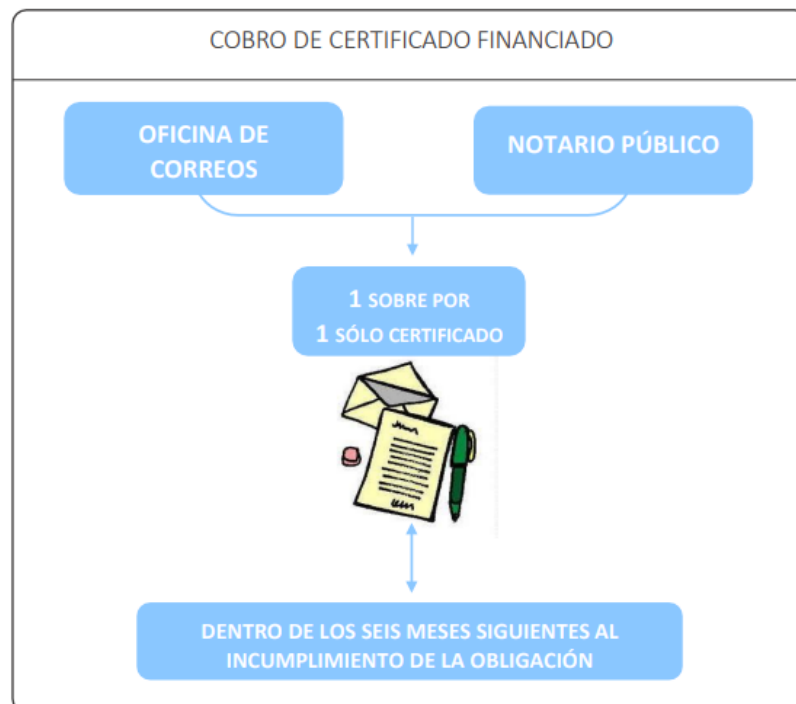 COBRO DE CERTIFICADO FINANCIADO
OFICINA DE
CORREOS
NOTARIO PÚBLICO
1 SOBRE POR
1 SÓLO CERTIFICADO
DENTRO DE LOS SEIS MESES SIGUIENTES AL
INCUMPLIMIENTO DE LA OBLIGACIÓN